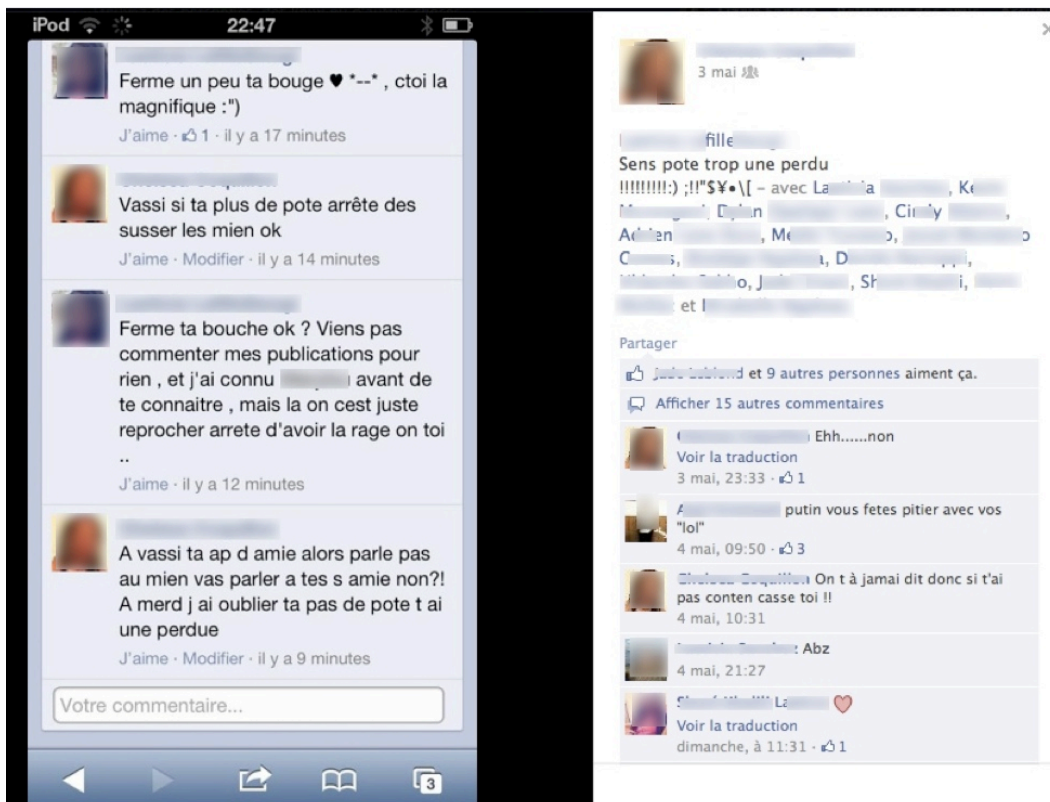 iPod 22:47
Ferme un peu ta bouge ♥ *--* , ctoi la
magnifique :")
J'aime · 1 · il y a 17 minutes
Vassi si ta plus de pote arrête des
susser les mien ok
J'aime · Modifier · il y a 14 minutes
Ferme ta bouche ok ? Viens pas
commenter mes publications pour
rien , et j'ai connu avant de
te connaitre , mais la on cest juste
reprocher arrete d'avoir la rage on toi
..
J'aime · il y a 12 minutes
A vassi ta ap d amie alors parle pas
au mien vas parler a tes s amie non?!
A merd j ai oublier ta pas de pote t ai
une perdue
J'aime · Modifier · il y a 9 minutes
Votre commentaire...
3
3 mai
fille
Sens pote trop une perdu
!!!!!!!!!:) ;!!"$¥•\[ – avec
et
Partager
et 9 autres personnes aiment ça.
Afficher 15 autres commentaires
Ehh......non
Voir la traduction
3 mai, 23:33 · 1
putin vous fetes pitier avec vos
"lol"
4 mai, 09:50 · 3
On t à jamai dit donc si t'ai
pas conten casse toi !!
4 mai, 10:31
Abz
4 mai, 21:27
Voir la traduction
dimanche, à 11:31 · 1